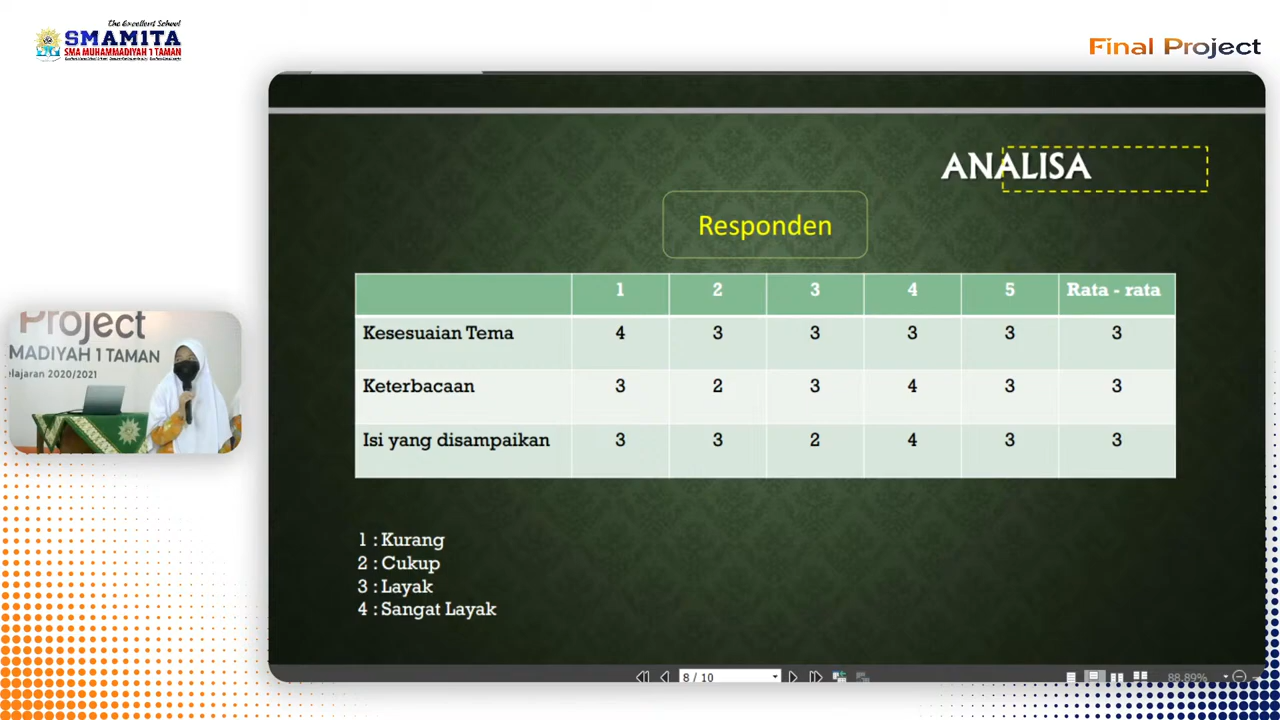 The Excellent School
SMAMITA
SMA MUHAMMADIYAH 1 TAMAN
Final Project
ANALISA
Responden
1 2 3 4 5 Rata - rata
Kesesuaian Tema 4 3 3 3 3 3
Keterbacaan 3 2 3 4 3 3
Isi yang disampaikan 3 3 2 4 3 3
1 : Kurang
2 : Cukup
3 : Layak
4 : Sangat Layak
Project
MADIYAH 1 TAMAN
elajaran 2020/2021
8 / 10
88.89%